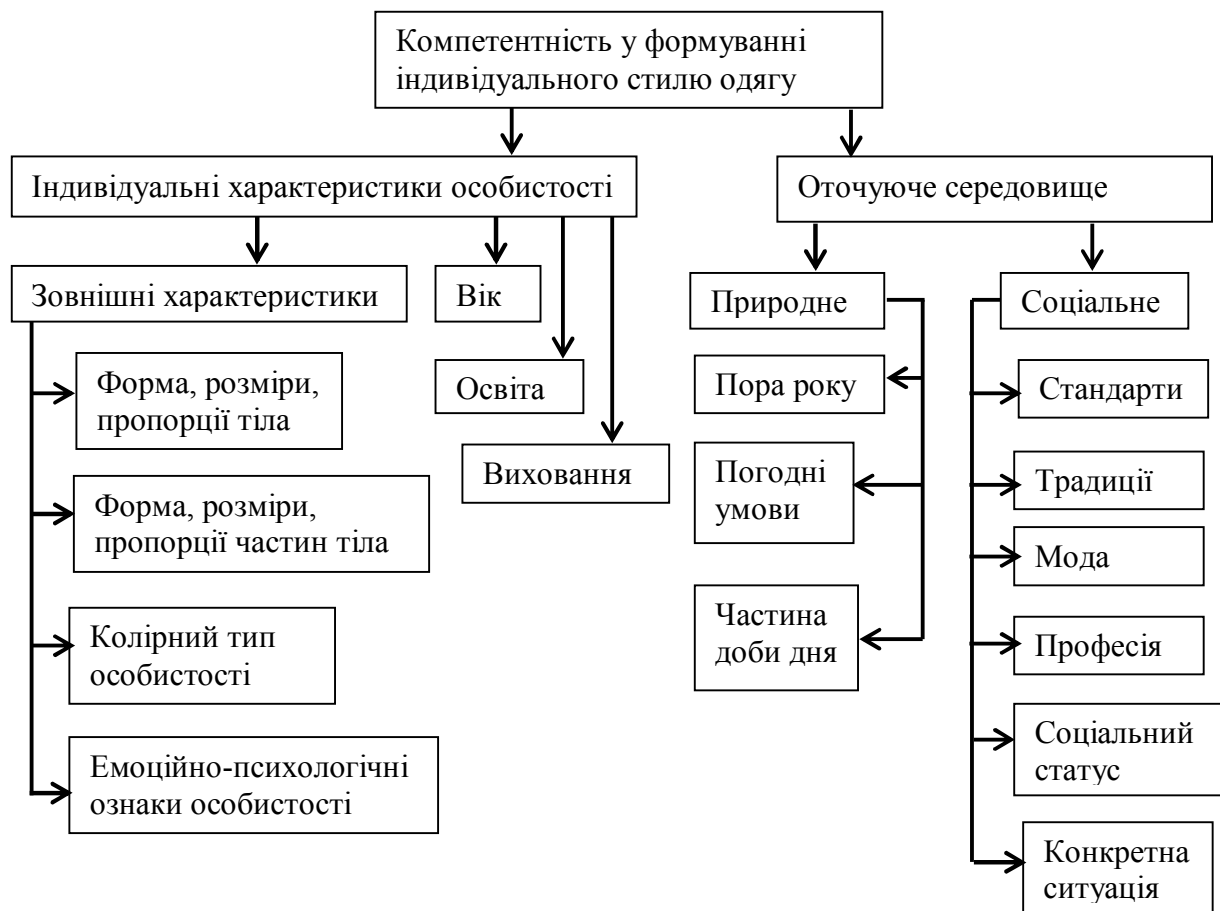 Компетентність у формуванні
індивідуального стилю одягу
Індивідуальні характеристики особистості
Оточуюче середовище
Зовнішні характеристики
Вік
Природне
Соціальне
Форма, розміри,
пропорції тіла
Освіта
Пора року
Стандарти
Виховання
Форма, розміри,
пропорції частин тіла
Погодні
умови
Традиції
Мода
Колірний тип
особистості
Частина
доби дня
Професія
Емоційно-психологічні
ознаки особистості
Соціальний
статус
Конкретна
ситуація